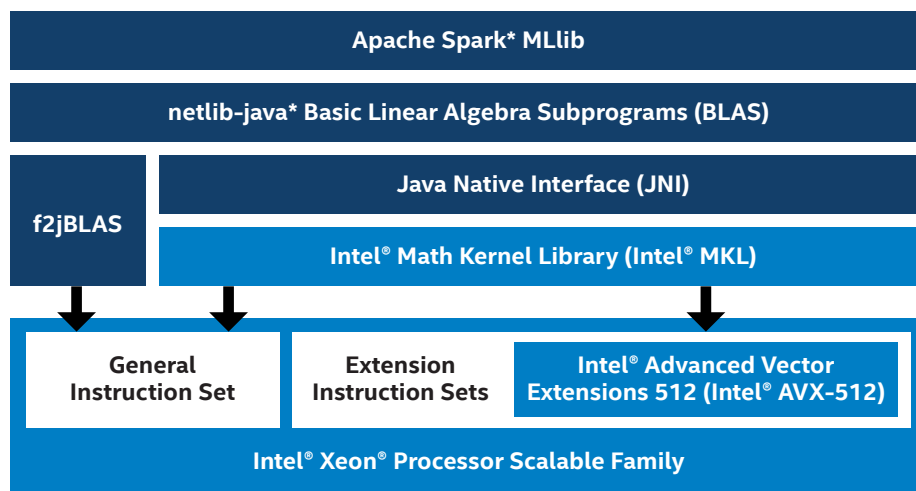 Apache Spark* MLlib
netlib-java* Basic Linear Algebra Subprograms (BLAS)
f2jBLAS
Java Native Interface (JNI)
Intel® Math Kernel Library (Intel® MKL)
General
Instruction Set
Extension
Instruction Sets
Intel® Advanced Vector
Extensions 512 (Intel® AVX-512)
Intel® Xeon® Processor Scalable Family